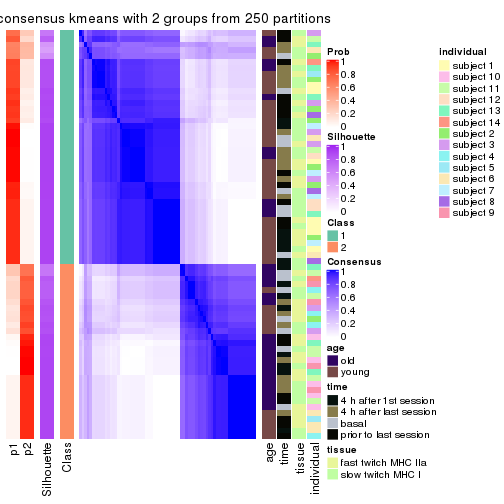 consensus kmeans with 2 groups from 250 partitions
Prob
1
0.8
0.6
0.4
0.2
0
Silhouette
1
0.8
0.6
0.4
0.2
0
Class
1
2
Consensus
1
0.8
0.6
0.4
0.2
0
age
old
young
time
4 h after 1st session
4 h after last session
basal
prior to last session
tissue
fast twitch MHC IIa
slow twitch MHC I
individual
subject 1
subject 10
subject 11
subject 12
subject 13
subject 14
subject 2
subject 3
subject 4
subject 5
subject 6
subject 7
subject 8
subject 9
p1
p2
Silhouette
Class
age
time
tissue
individual